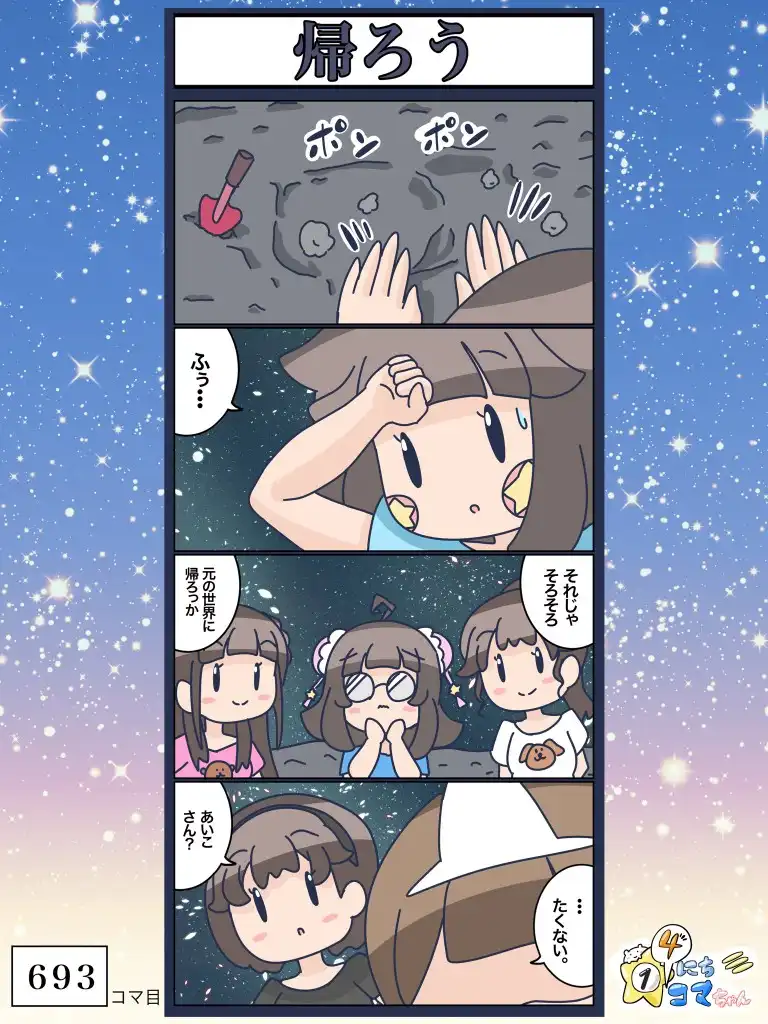 帰ろう
ポン
ポン
ふぅ…
それじゃ
そろそろ
元の世界に
帰ろっか
あいこ
さん？
…
たくない。
693
コマ目
1
4
にち
コマちゃん